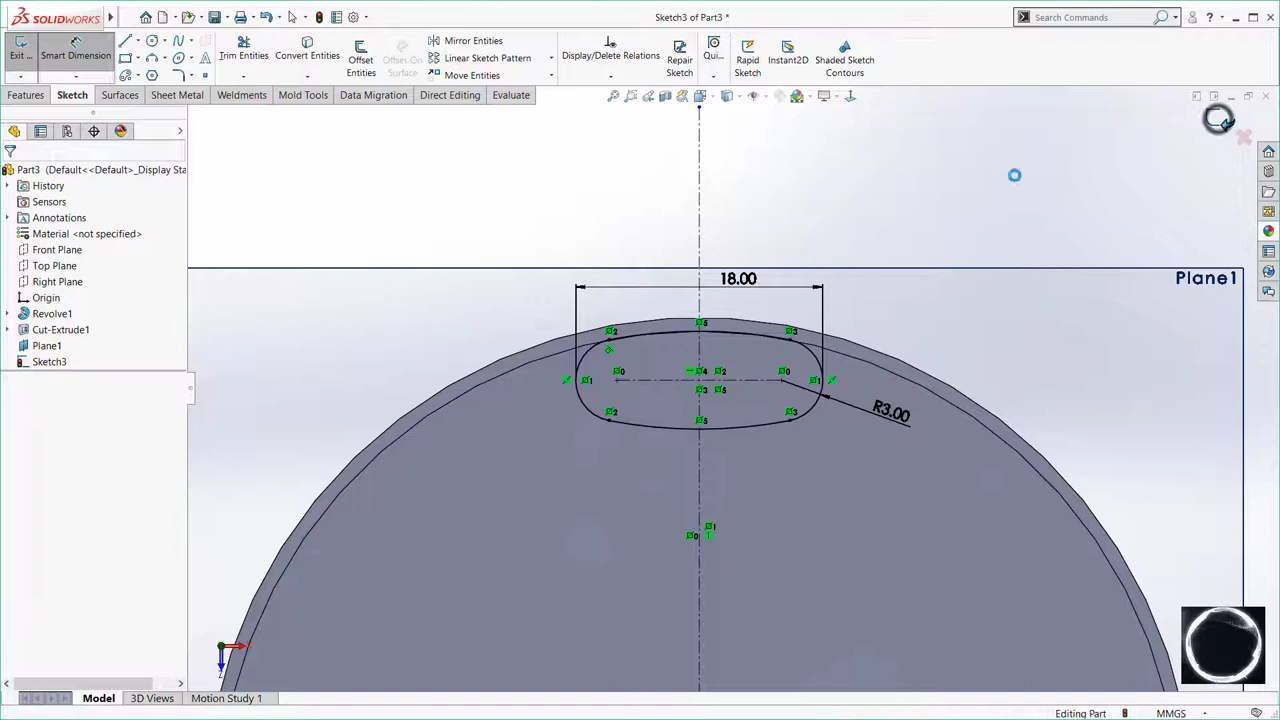 SOLIDWORKS
Sketch3 of Part3 *
Search Commands
Exit ...
Smart Dimension
Trim Entities
Convert Entities
Offset Entities
Offset On Surface
Mirror Entities
Linear Sketch Pattern
Move Entities
Display/Delete Relations
Repair Sketch
Qui...
Rapid Sketch
Instant2D
Shaded Sketch Contours
Features
Sketch
Surfaces
Sheet Metal
Weldments
Mold Tools
Data Migration
Direct Editing
Evaluate
Part3 (Default<<Default>_Display Sta
History
Sensors
Annotations
Material <not specified>
Front Plane
Top Plane
Right Plane
Origin
Revolve1
Cut-Extrude1
Plane1
Sketch3
Plane1
18.00
R3.00
Model
3D Views
Motion Study 1
Editing Part
MMGS